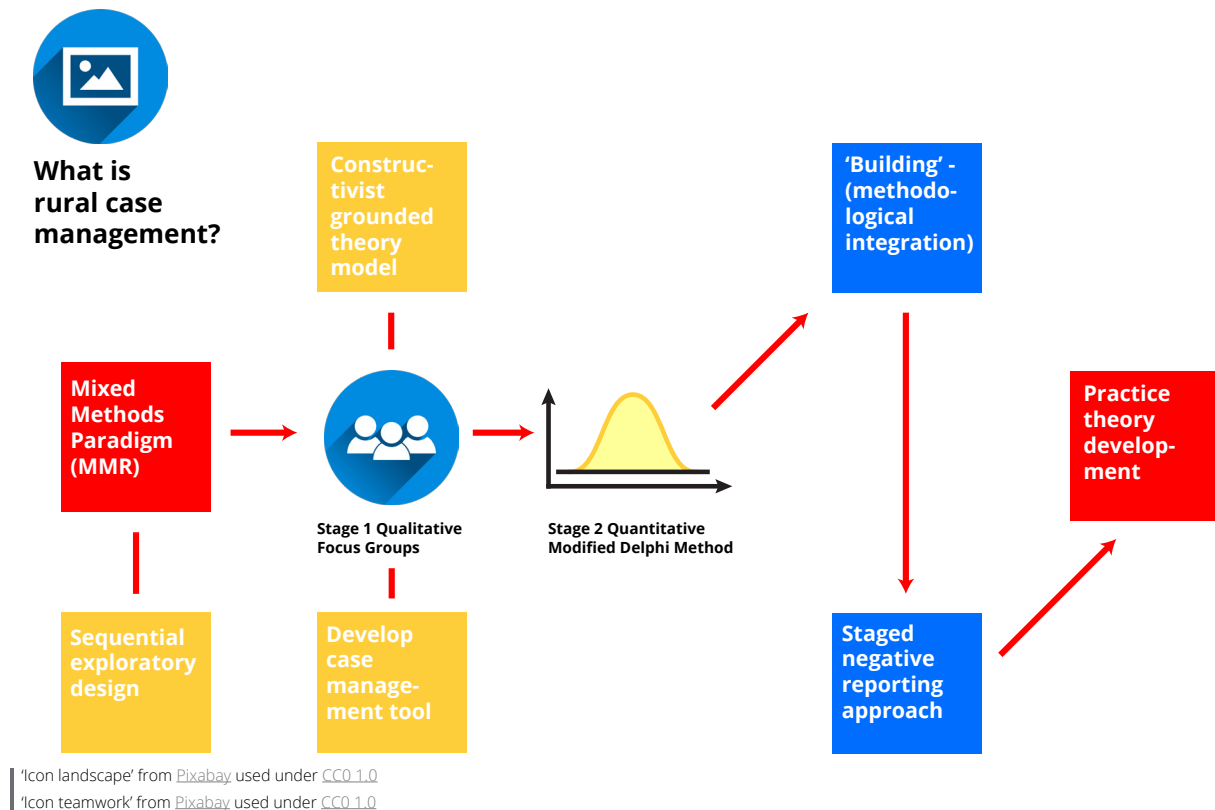 What is
rural case
management?
Construc-
tivist
grounded
theory
model
'Building' -
(methodo-
logical
integration)
Mixed
Methods
Paradigm
(MMR)
Practice
theory
develop-
ment
Stage 1 Qualitative
Focus Groups
Stage 2 Quantitative
Modified Delphi Method
Sequential
exploratory
design
Develop
case
manage-
ment tool
Staged
negative
reporting
approach
'Icon landscape' from Pixabay used under CC0 1.0
'Icon teamwork' from Pixabay used under CC0 1.0